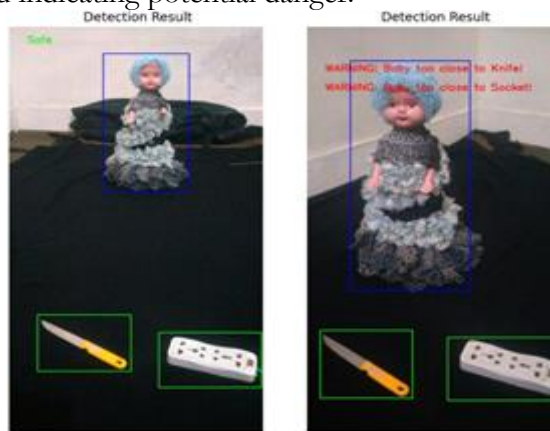 d indicating potential danger.
Detection Result
Detection Result
Safe
WARNING: Baby too close to Knife!
WARNING: Baby too close to Socket!